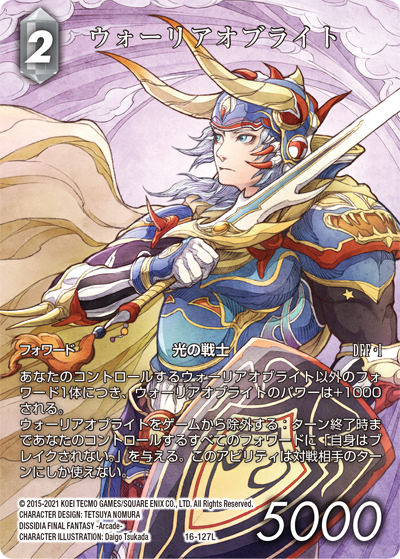 2
ウォーリアオブライト
フォワード
光の戦士
DFF・I
あなたのコントロールするウォーリアオブライト以外のフォ
ワード1体につき、ウォーリアオブライトのパワーは+1000
される。
ウォーリアオブライトをゲームから除外する：ターン終了時ま
であなたのコントロールするすべてのフォワードに「自身はブ
レイクされない。」を与える。このアビリティは対戦相手のター
ンにしか使えない。
© 2015-2021 KOEI TECMO GAMES/SQUARE ENIX CO., LTD. All Rights Reserved.
CHARACTER DESIGN: TETSUYA NOMURA
DISSIDIA FINAL FANTASY -Arcade-
CHARACTER ILLUSTRATION: Daigo Tsukada
16-127L
5000